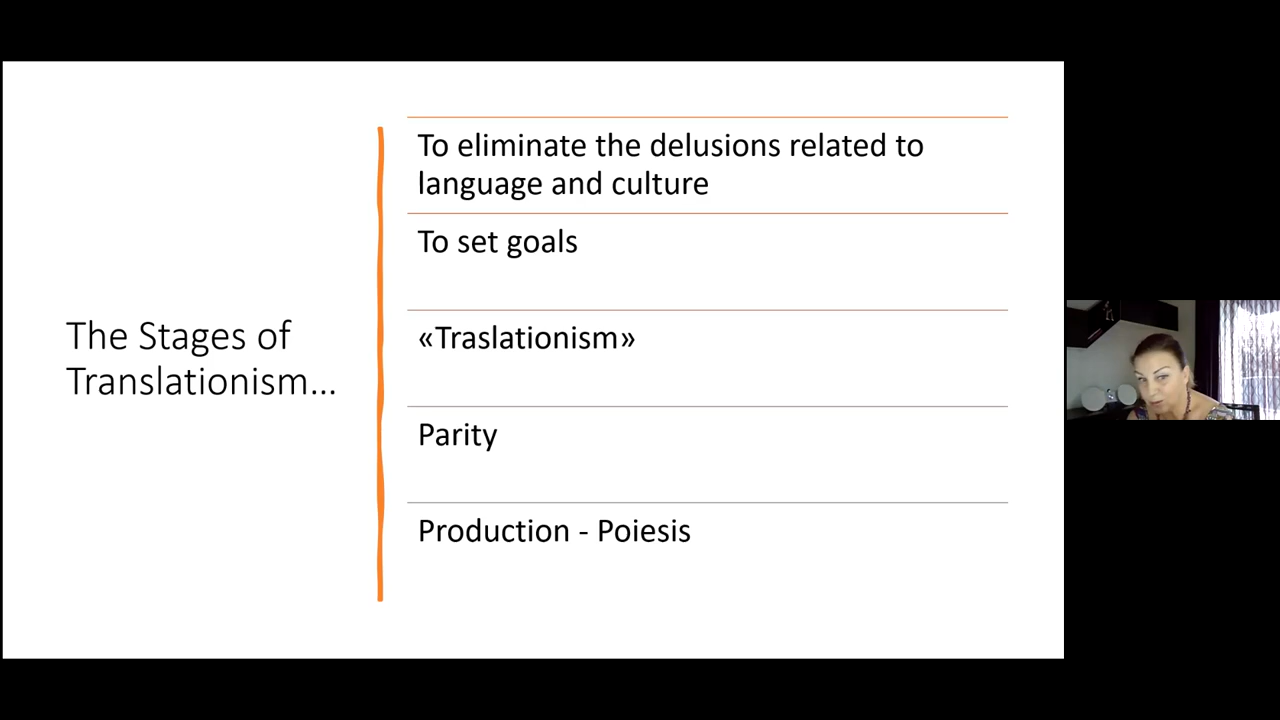 The Stages of
Translationism...
To eliminate the delusions related to
language and culture
To set goals
«Traslationism»
Parity
Production - Poiesis